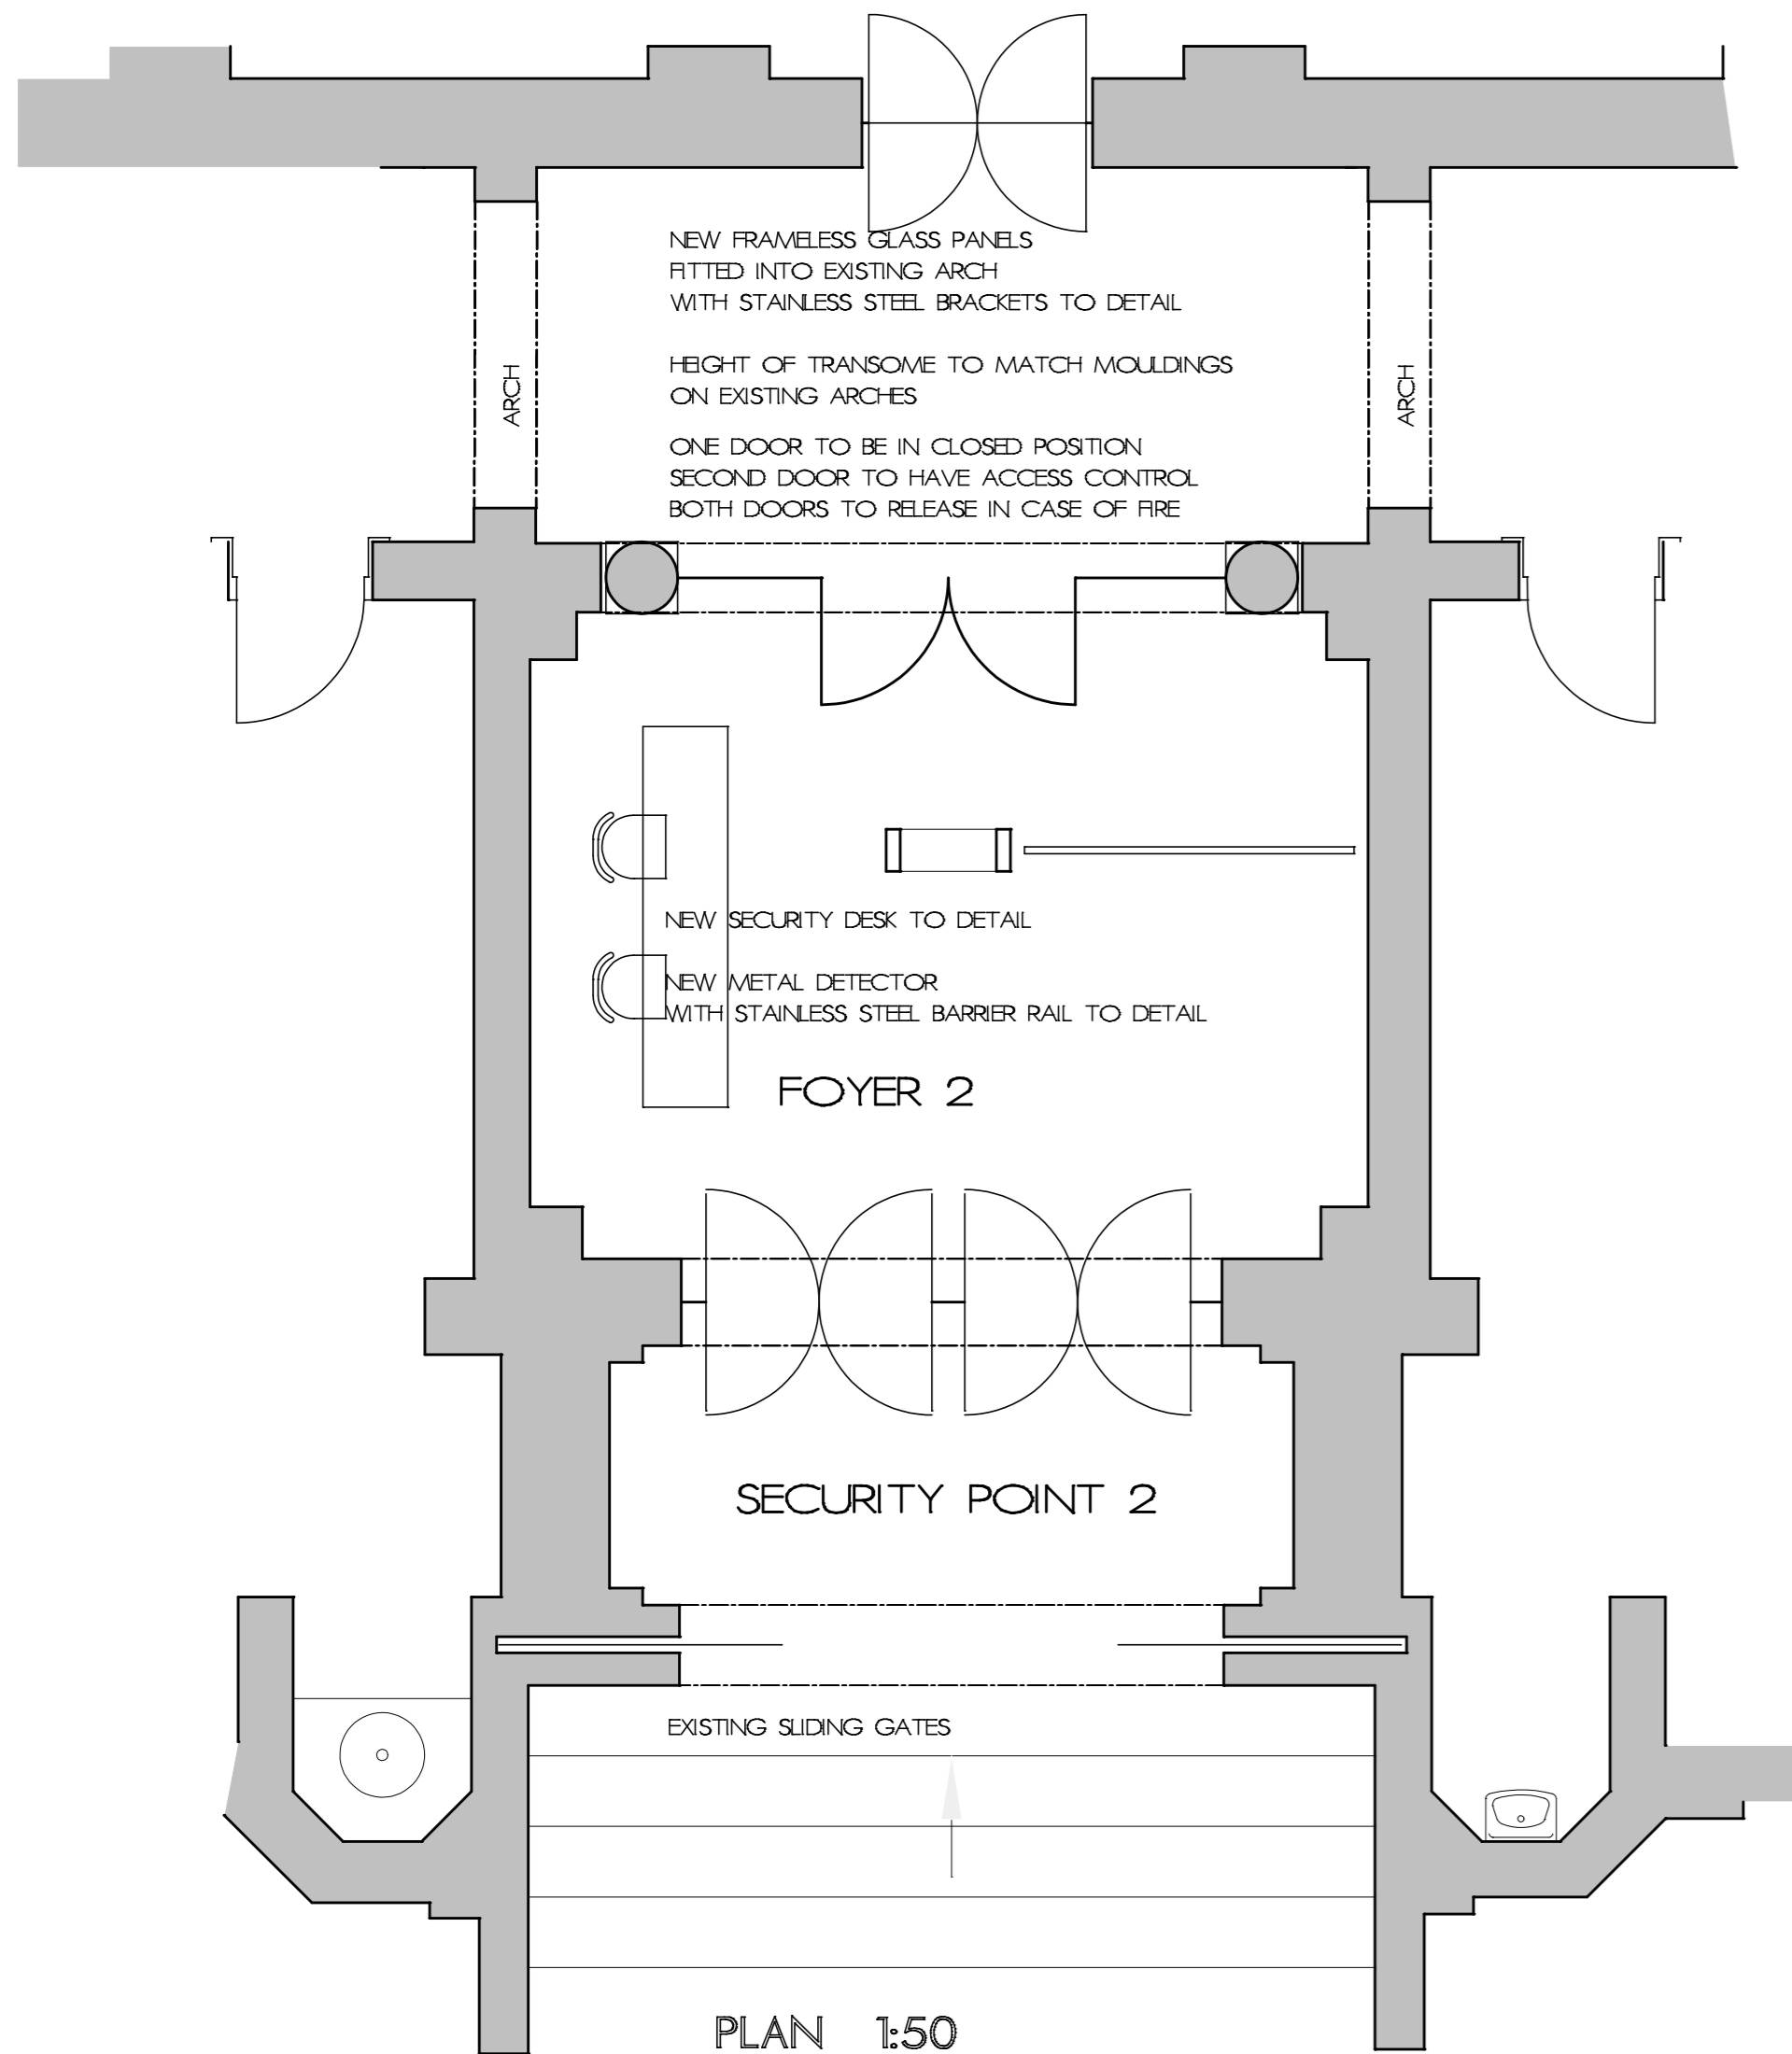 NEW FRAMELESS GLASS PANELS
FITTED INTO EXISTING ARCH
WITH STAINLESS STEEL BRACKETS TO DETAIL
HEIGHT OF TRANSOME TO MATCH MOULDINGS
ON EXISTING ARCHES
ARCH
ARCH
ONE DOOR TO BE IN CLOSED POSITION
SECOND DOOR TO HAVE ACCESS CONTROL
BOTH DOORS TO RELEASE IN CASE OF FIRE
NEW SECURITY DESK TO DETAIL
NEW METAL DETECTOR
WITH STAINLESS STEEL BARRIER RAIL TO DETAIL
FOYER 2
SECURITY POINT 2
EXISTING SLIDING GATES
PLAN 1:50